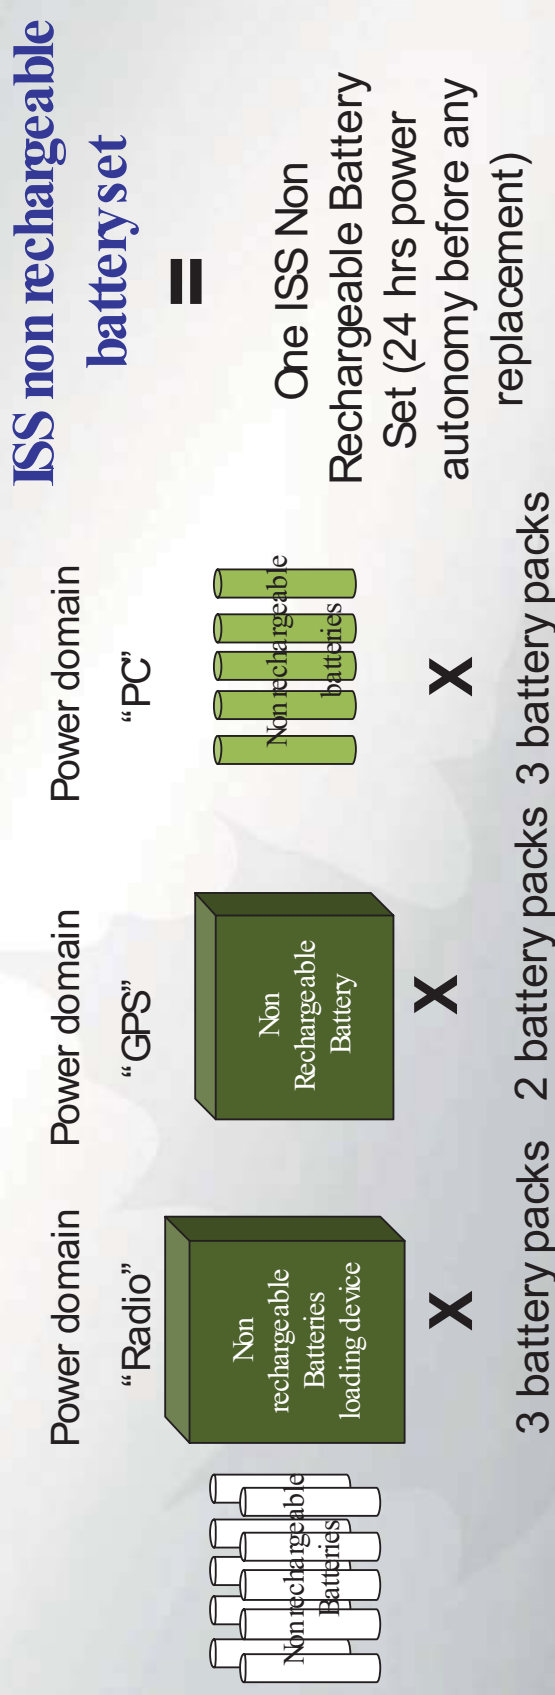 ISS non rechargeable
battery set
Power domain
“Radio”
Power domain
“GPS”
Power domain
“PC”
Non rechargeable
Batteries
Non
rechargeable
Batteries
loading device
Non
Rechargeable
Battery
Non rechargeable
batteries
=
One ISS Non
Rechargeable Battery
Set (24 hrs power
autonomy before any
replacement)
X
X
X
3 battery packs
2 battery packs
3 battery packs